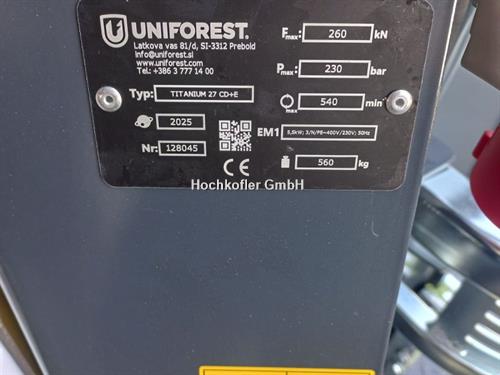 UNIFOREST.
Latkova vas 81/d, SI-3312 Prebold
info@uniforest.si
www.uniforest.com
Tel.: +386 3 777 14 00
Typ: TITANIUM 27 CD+E
2025
Nr: 128045
CE
Fmax: 260 kN
Pmax: 230 bar
max 540 min
EM1 5,5kW; 3/N/PE~400V/230V; 50Hz
560 kg
Hochkofler GmbH